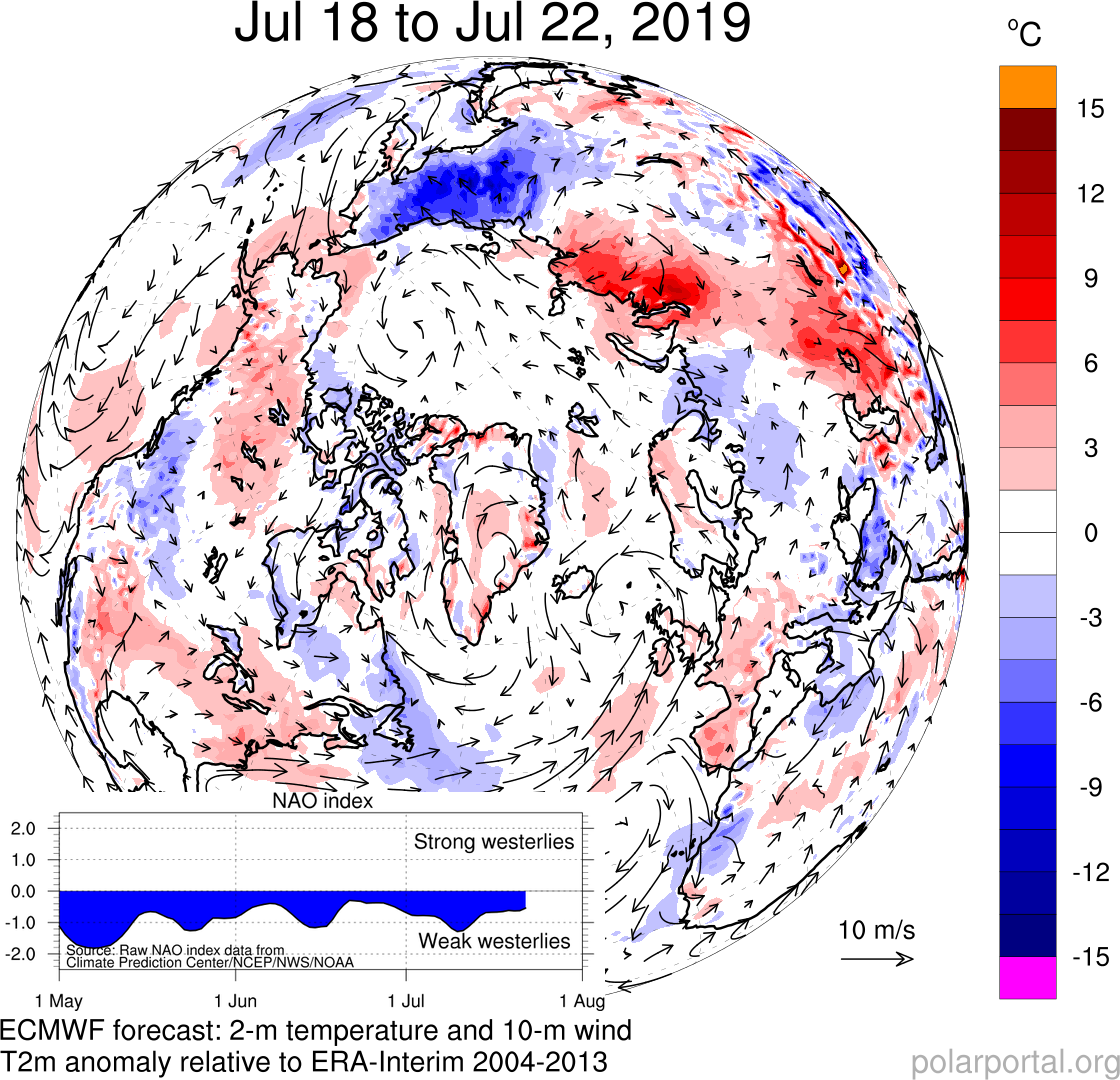 Jul 18 to Jul 22, 2019
°C
15
12
9
6
3
0
-3
-6
-9
-12
-15
NAO index
2.0
1.0
0.0
-1.0
-2.0
Strong westerlies
Weak westerlies
Source: Raw NAO index data from
Climate Prediction Center/NCEP/NWS/NOAA
1 May 1 Jun 1 Jul 1 Aug
10 m/s
ECMWF forecast: 2-m temperature and 10-m wind
T2m anomaly relative to ERA-Interim 2004-2013
polarportal.org